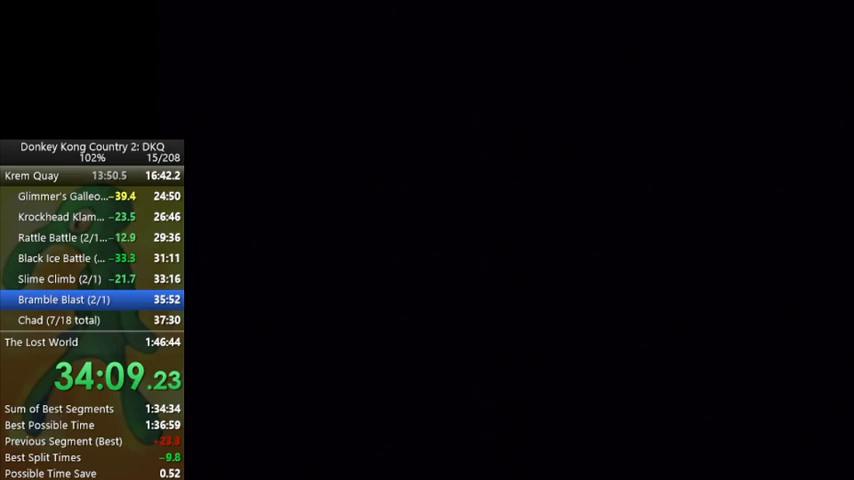 Donkey Kong Country 2: DKQ
102% 15/208
Krem Quay 13:50.5 16:42.2
Glimmer's Galleo... -39.4 24:50
Krockhead Klam... -23.5 26:46
Rattle Battle (2/1... -12.9 29:36
Black Ice Battle (... -33.3 31:11
Slime Climb (2/1) -21.7 33:16
Bramble Blast (2/1) 35:52
Chad (7/18 total) 37:30
The Lost World 1:46:44
34:09.23
Sum of Best Segments 1:34:34
Best Possible Time 1:36:59
Previous Segment (Best) +23.3
Best Split Times -9.8
Possible Time Save 0.52